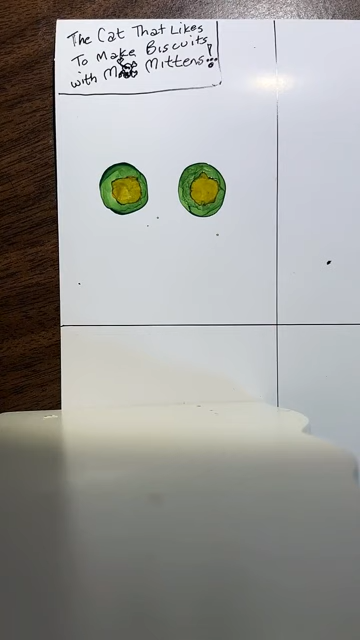 The Cat That Likes
To Make Biscuits
with Mittens...!